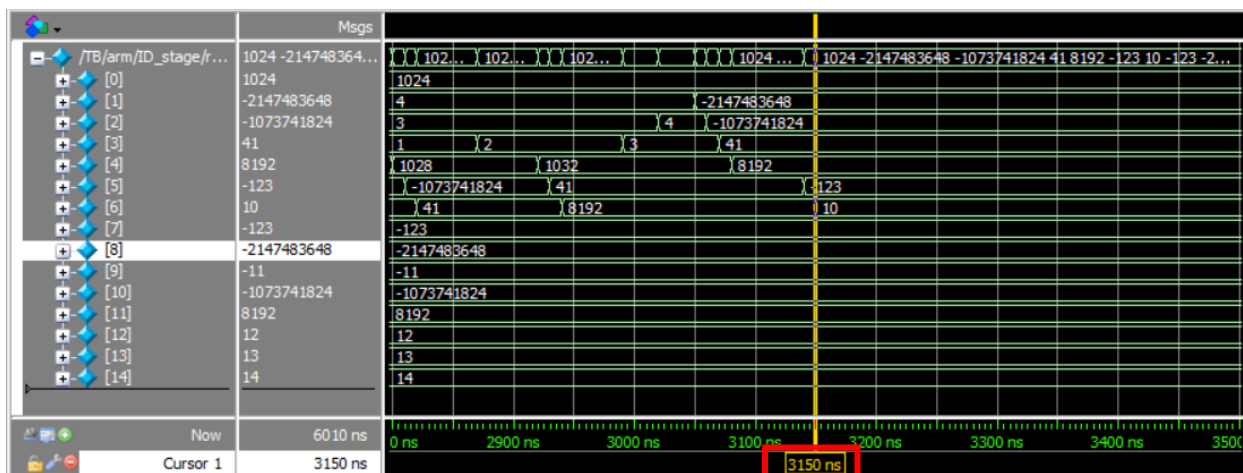 Msgs
/TB/arm/ID_stage/r... 1024 -214748364... 102... 102... 102... 1024 ... 1024 -2147483648 -1073741824 41 8192 -123 10 -123 -2...
[0] 1024 1024
[1] -2147483648 4 -2147483648
[2] -1073741824 3 4 -1073741824
[3] 41 1 2 3 41
[4] 8192 1028 1032 8192
[5] -123 -1073741824 41 -123
[6] 10 41 8192 10
[7] -123 -123
[8] -2147483648 -2147483648
[9] -11 -11
[10] -1073741824 -1073741824
[11] 8192 8192
[12] 12 12
[13] 13 13
[14] 14 14
Now 6010 ns 0 ns 2900 ns 3000 ns 3100 ns 3200 ns 3300 ns 3400 ns 3500
Cursor 1 3150 ns 3150 ns